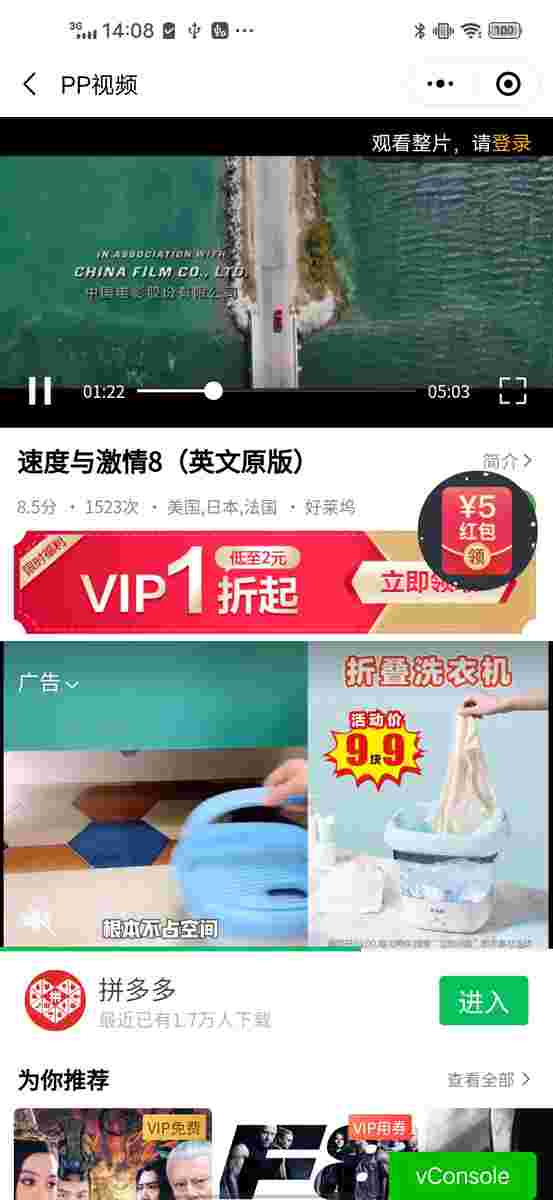 3G 14:08 100
PP视频
观看整片，请登录
IN ASSOCIATION WITH
CHINA FILM CO., LTD.
中国电影股份有限公司
01:22 05:03
速度与激情8（英文原版） 简介
8.5分 · 1523次 · 美国,日本,法国 · 好莱坞
¥5
红包
领
限时福利
VIP1折起
低至2元
立即领
广告
折叠洗衣机
活动价
9块9
根本不占空间
拼多多
最近已有1.7万人下载
进入
为你推荐 查看全部
VIP免费
VIP用券
F8
vConsole